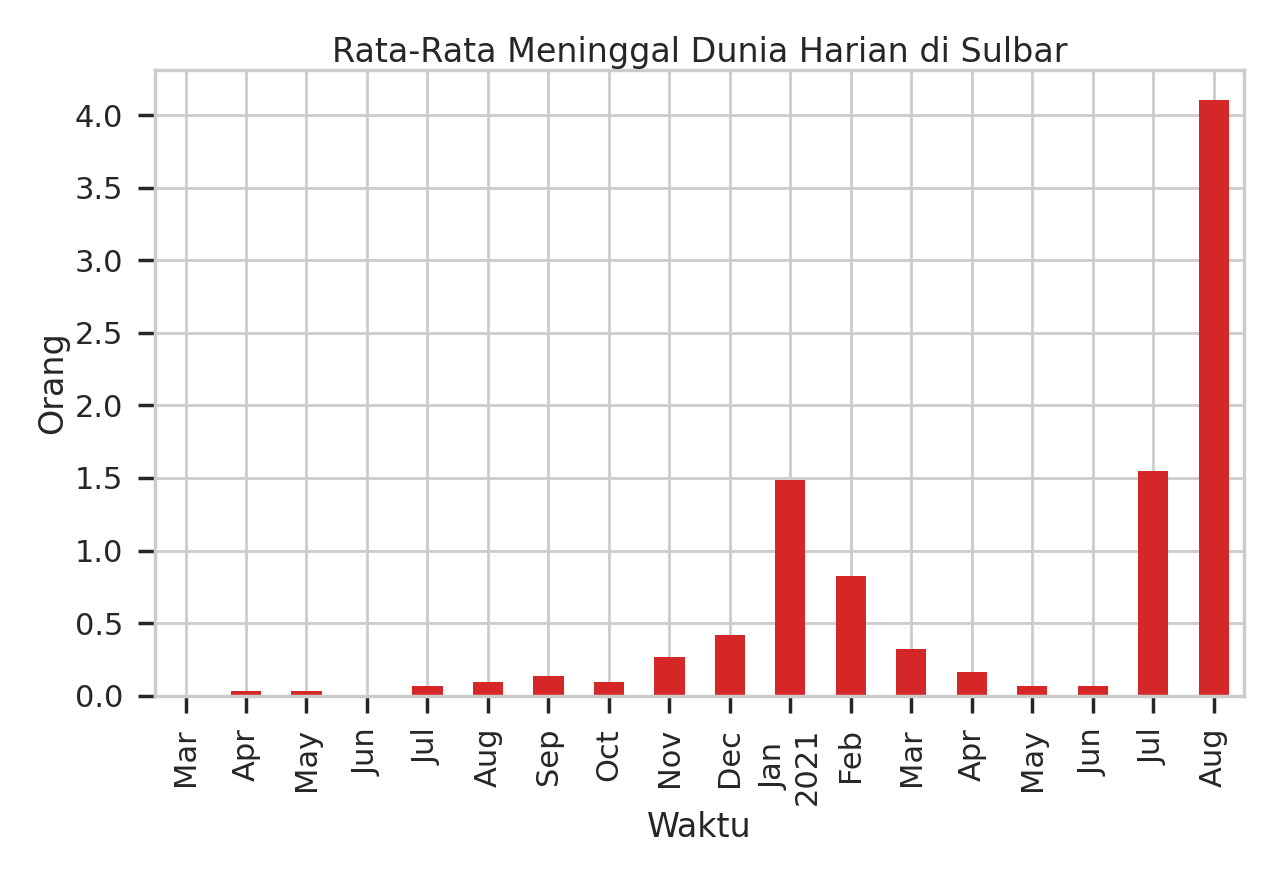 Rata-Rata Meninggal Dunia Harian di Sulbar
Orang
4.0
3.5
3.0
2.5
2.0
1.5
1.0
0.5
0.0
Mar
Apr
May
Jun
Jul
Aug
Sep
Oct
Nov
Dec
Jan
2021
Feb
Mar
Apr
May
Jun
Jul
Aug
Waktu